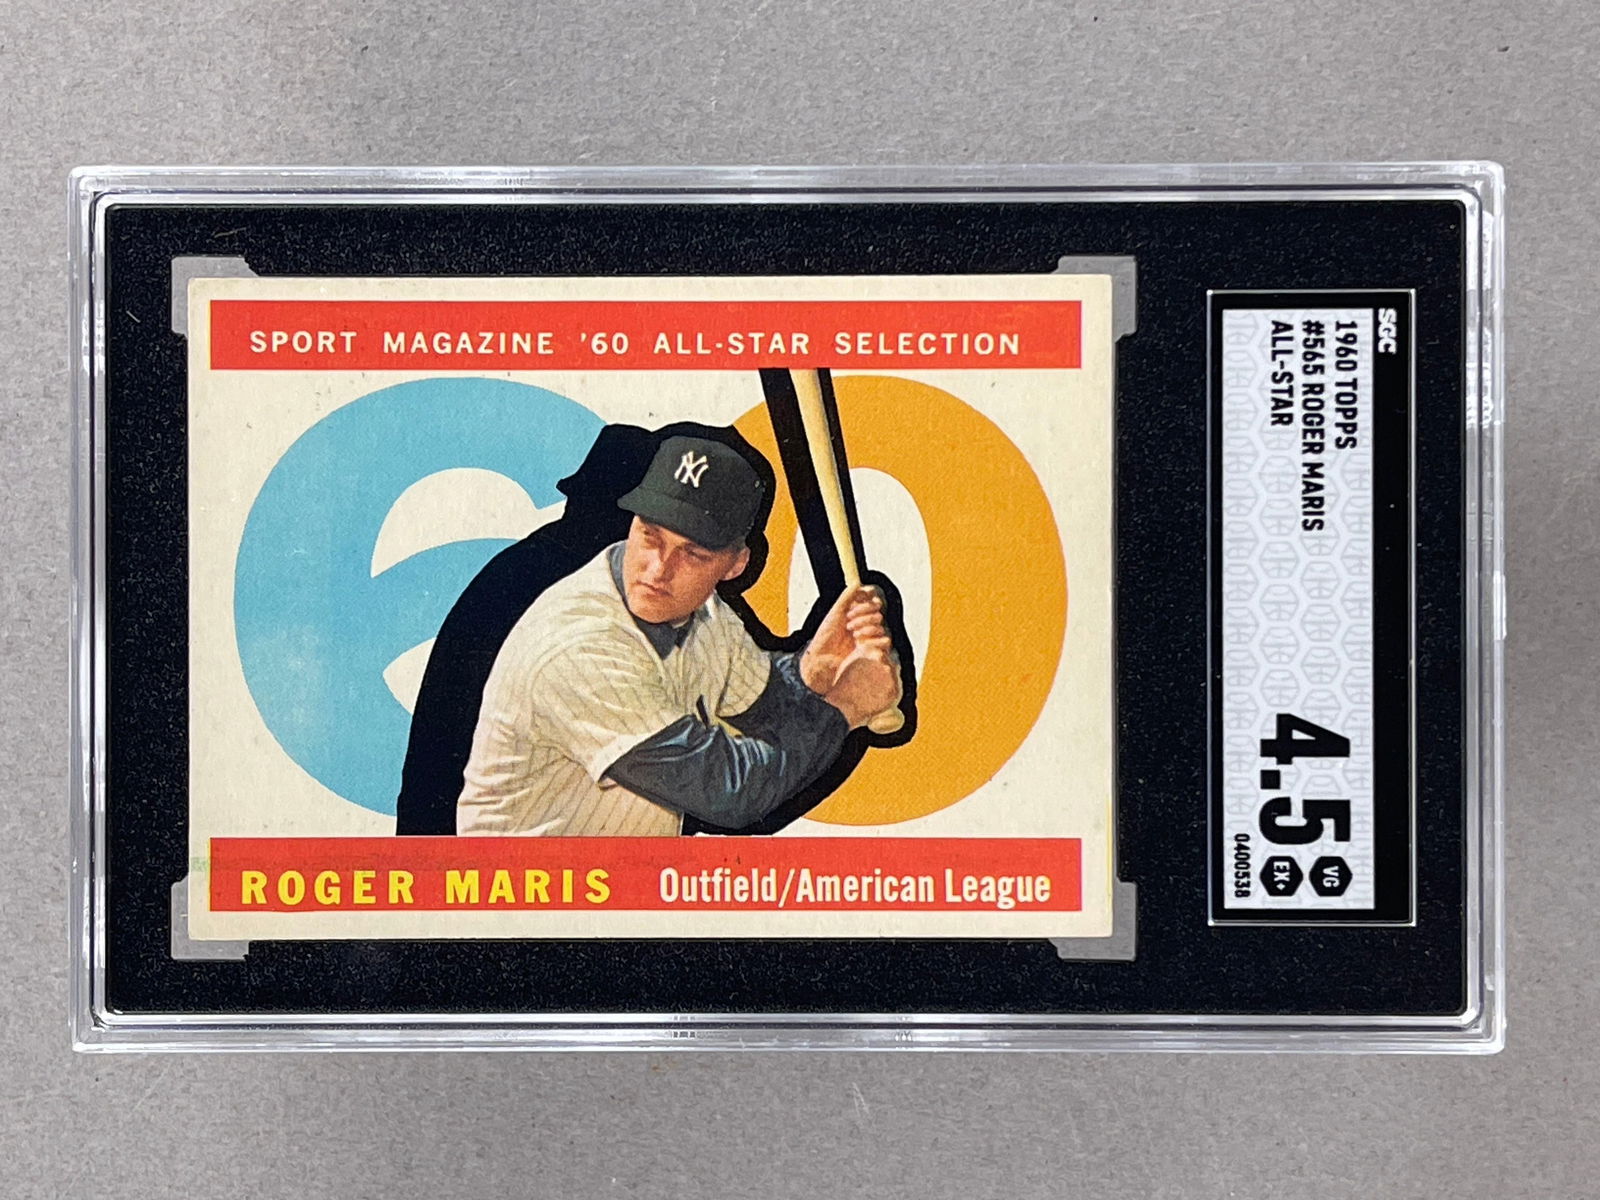 SPORT MAGAZINE '60 ALL-STAR SELECTION
60
NY
ROGER MARIS Outfield/American League
SGC
1960 TOPPS
#565 ROGER MARIS
ALL-STAR
4.5
VG
EX+
0400538